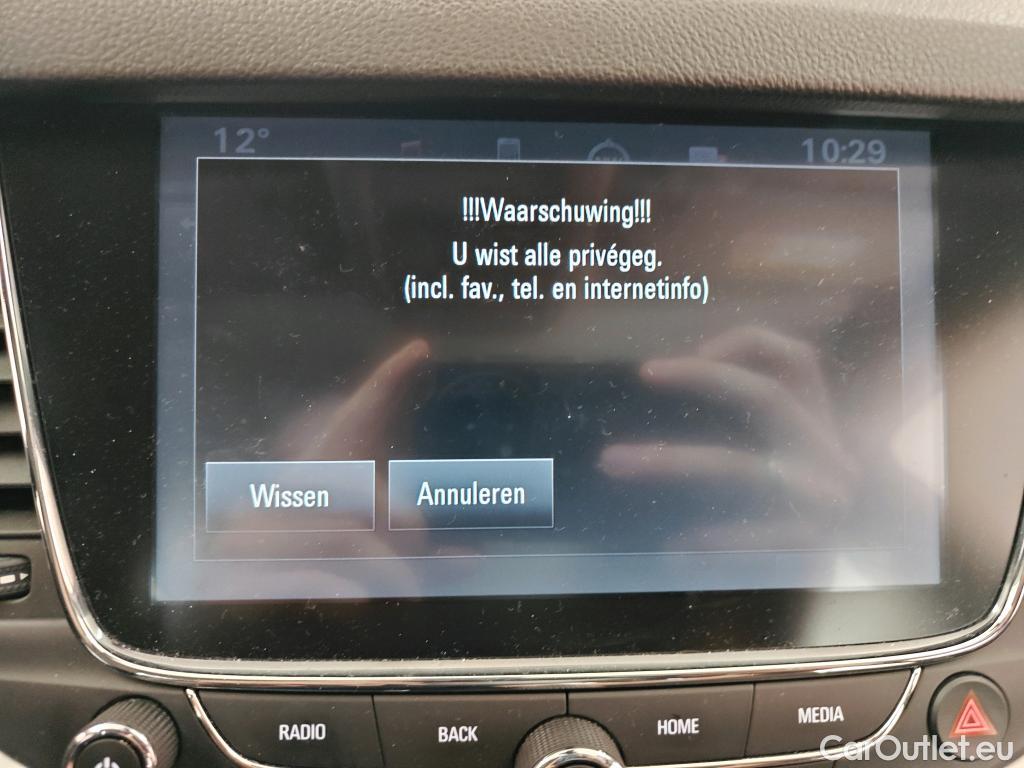 12°
10:29
!!!Waarschuwing!!!
U wist alle privégeg.
(incl. fav., tel. en internetinfo)
Wissen
Annuleren
RADIO
BACK
HOME
MEDIA
CarOutlet.eu